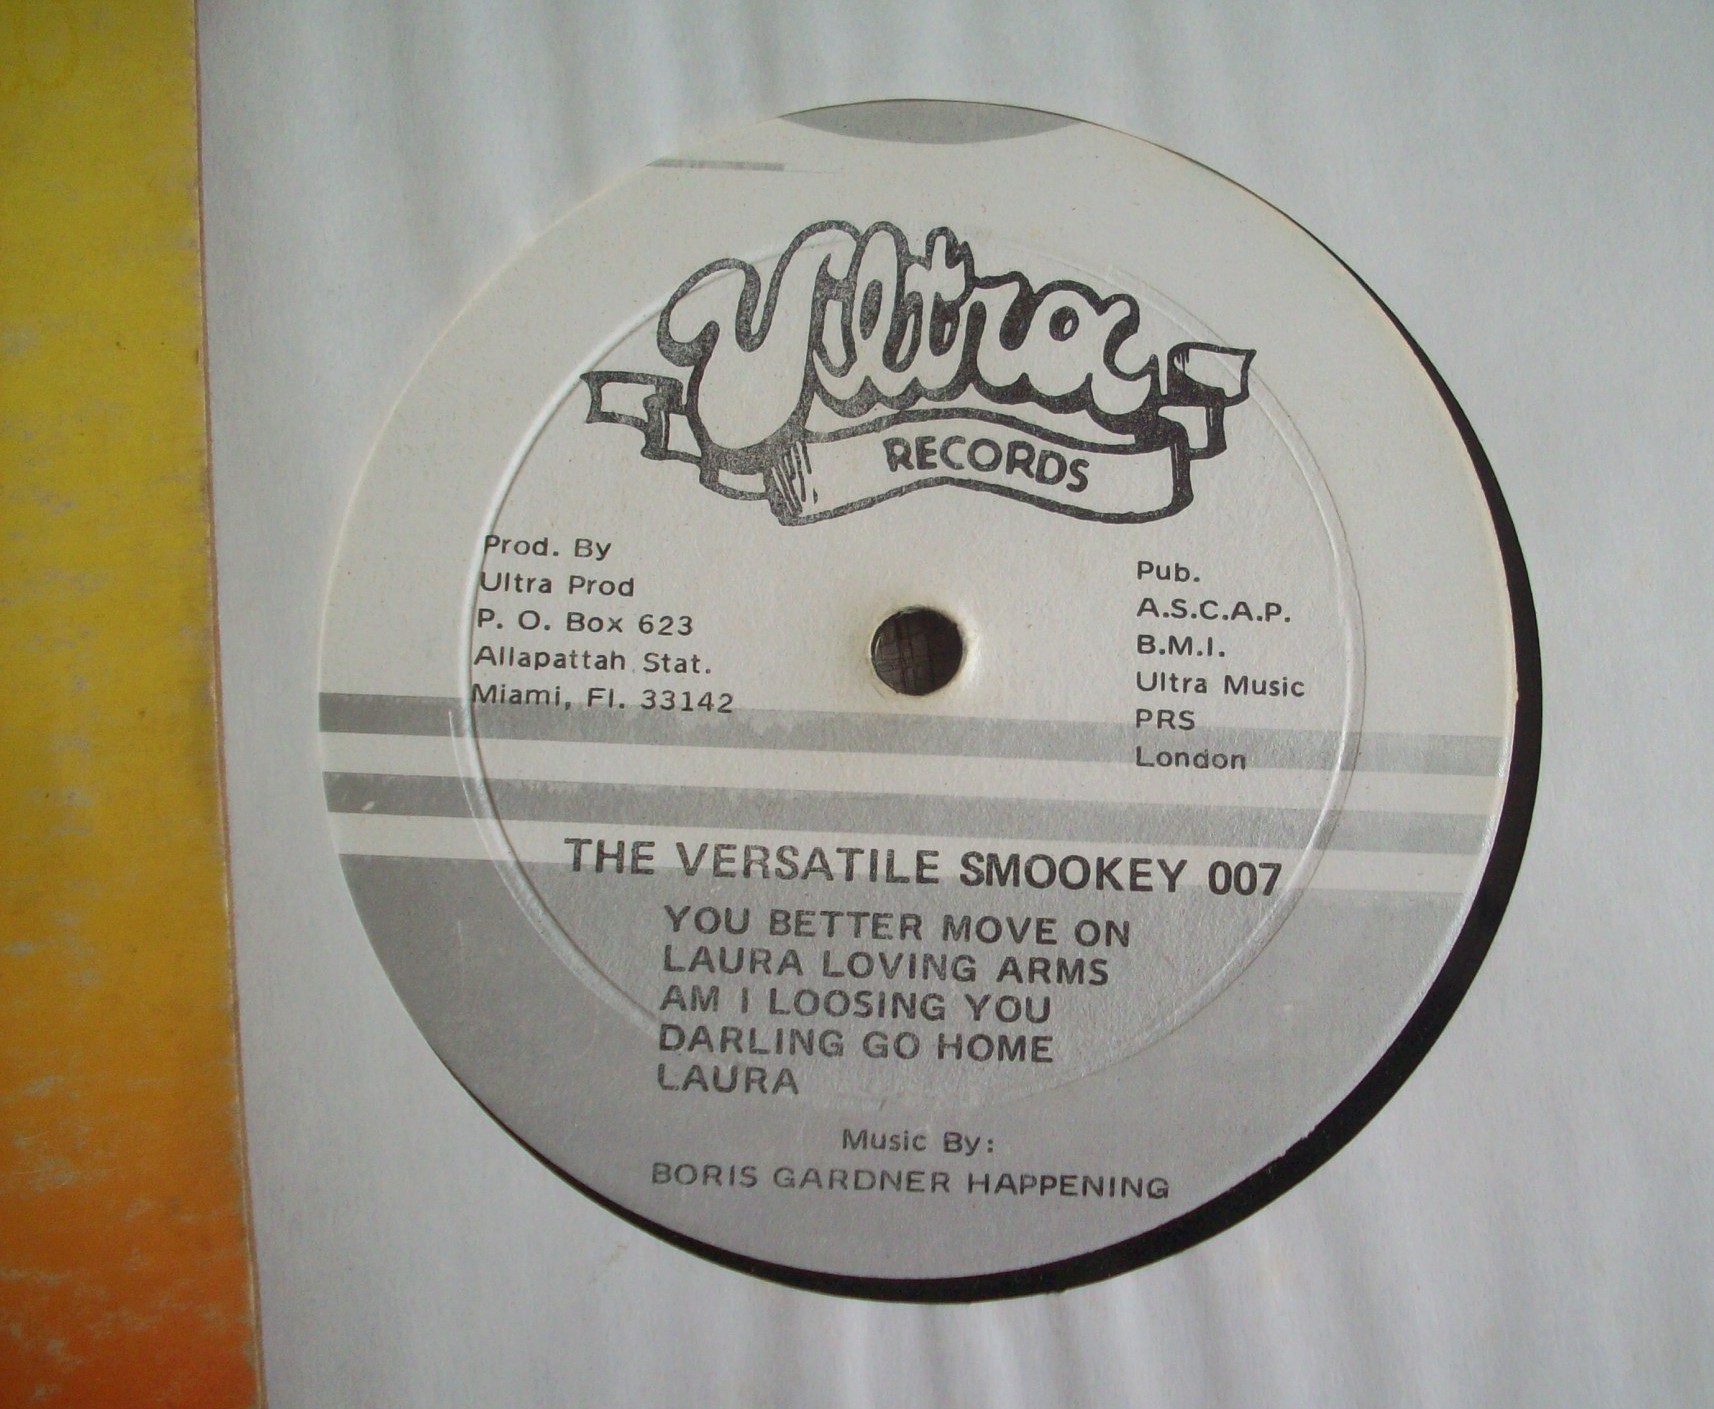 Ultra
RECORDS
Prod. By
Ultra Prod
P. O. Box 623
Allapattah Stat.
Miami, Fl. 33142
Pub.
A.S.C.A.P.
B.M.I.
Ultra Music
PRS
London
THE VERSATILE SMOOKEY 007
YOU BETTER MOVE ON
LAURA LOVING ARMS
AM I LOOSING YOU
DARLING GO HOME
LAURA
Music By:
BORIS GARDNER HAPPENING